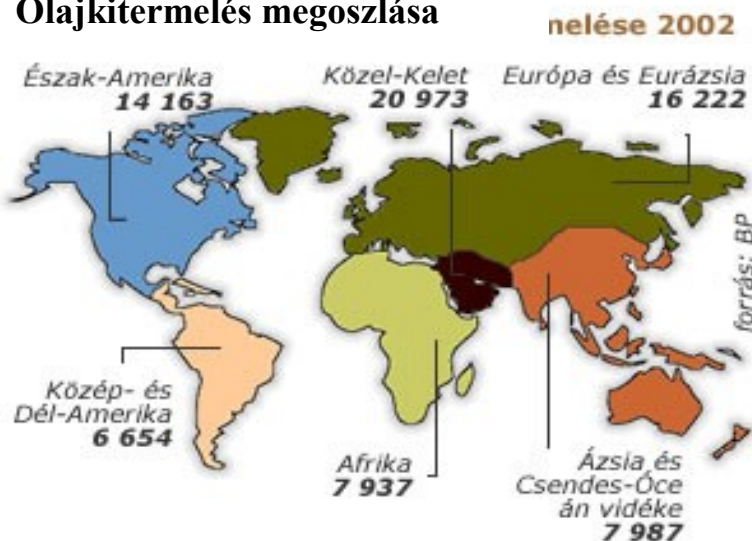 Olajkitermelés megoszlása
nelése 2002
Észak-Amerika
14 163
Közel-Kelet
20 973
Európa és Eurázsia
16 222
forrás: BP
Közép- és
Dél-Amerika
6 654
Afrika
7 937
Ázsia és
Csendes-Óce
án vidéke
7 987